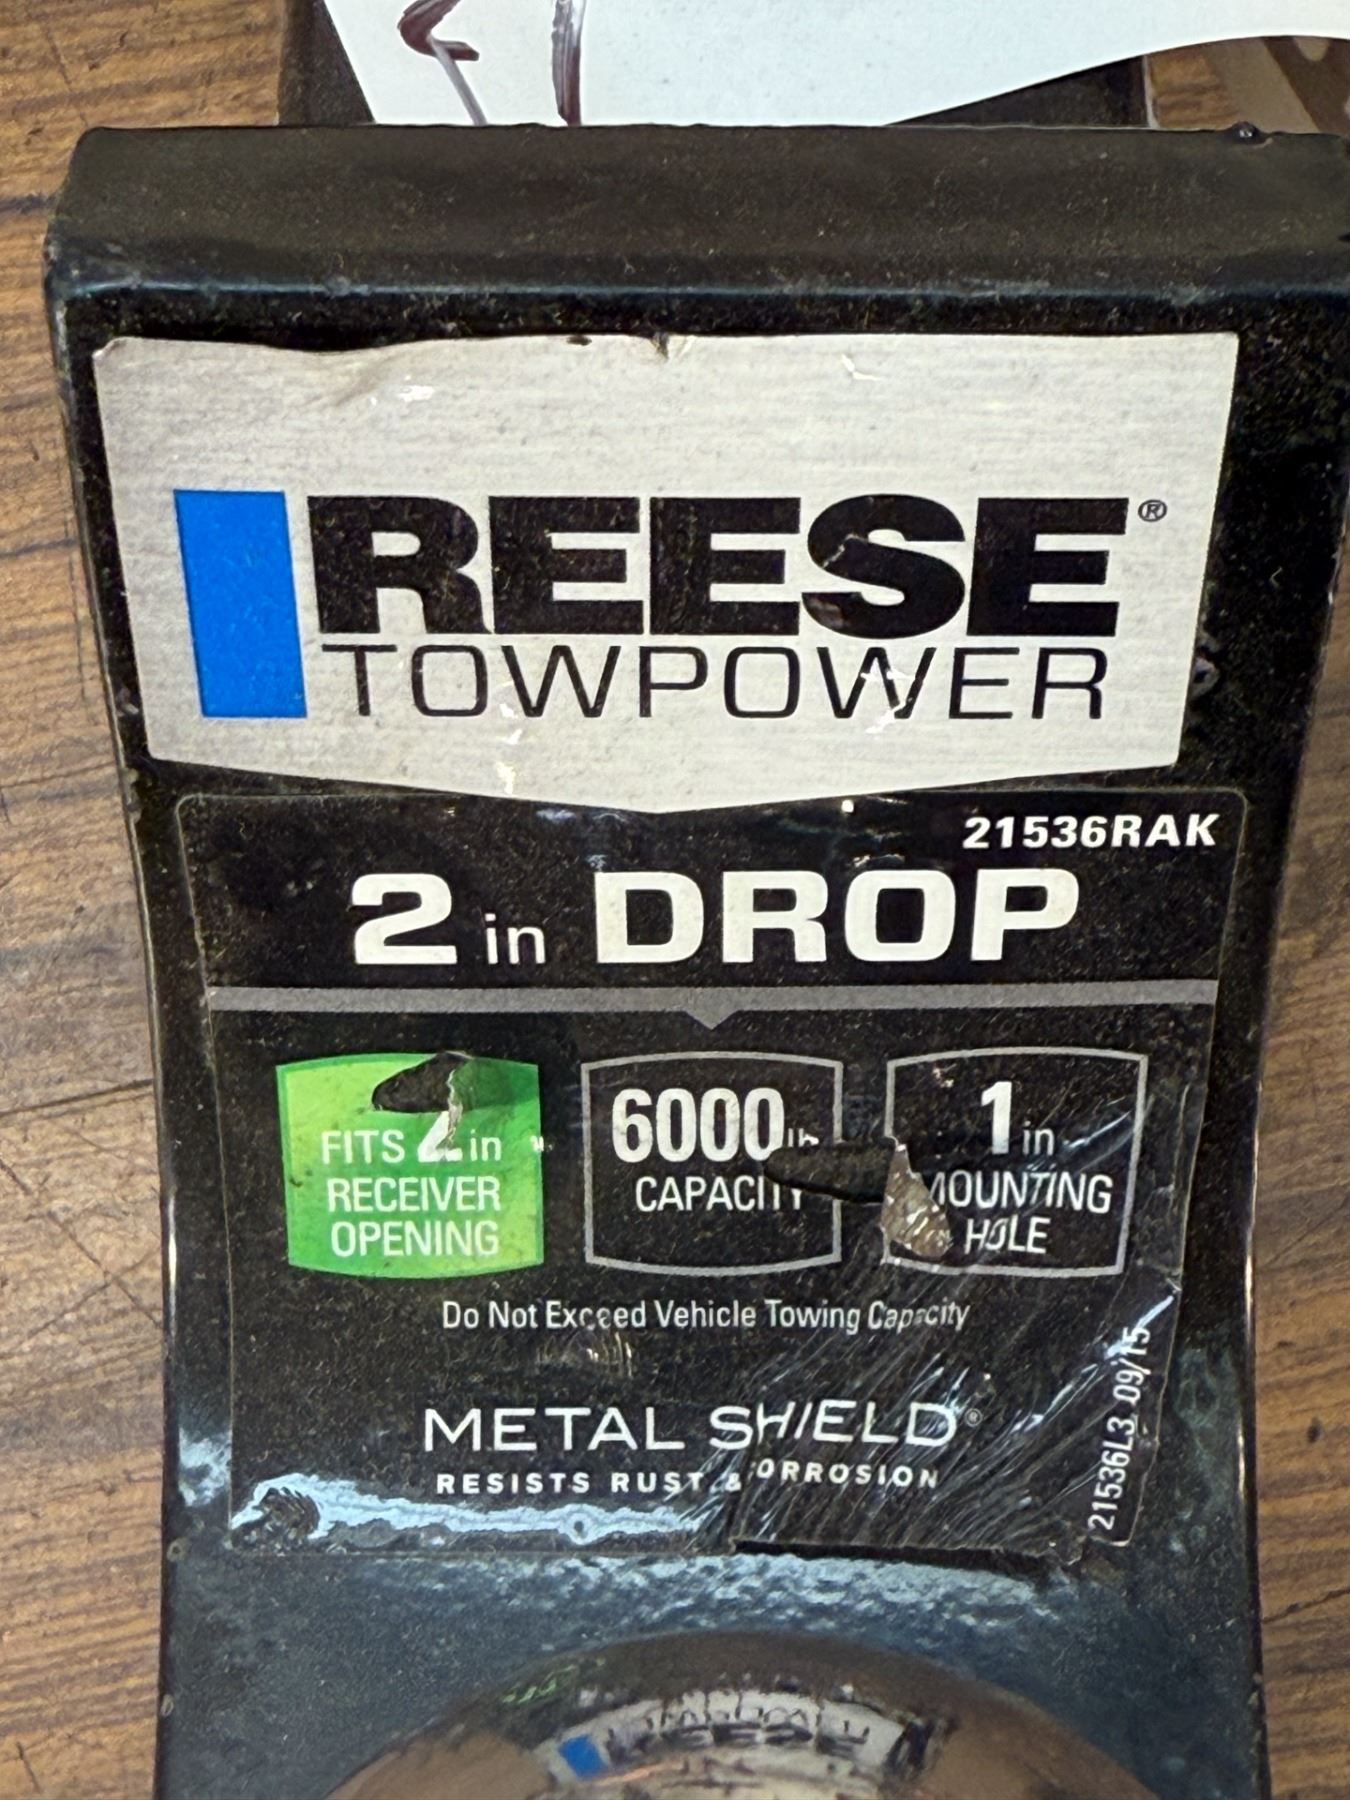 REESE®
TOWPOWER
21536RAK
2 in DROP
FITS 2 in
RECEIVER
OPENING
6000 lb
CAPACITY
1 in
MOUNTING
HOLE
Do Not Exceed Vehicle Towing Capacity
METAL SHIELD®
RESISTS RUST & CORROSION
21536L3 09/15